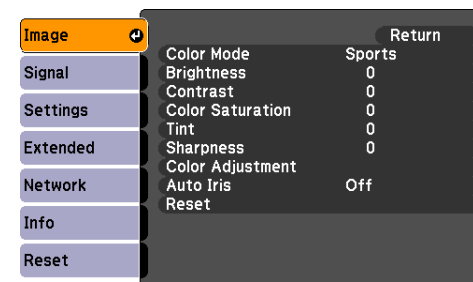 Image
Signal
Settings
Extended
Network
Info
Reset
Return
Color Mode Sports
Brightness 0
Contrast 0
Color Saturation 0
Tint 0
Sharpness 0
Color Adjustment
Auto Iris Off
Reset